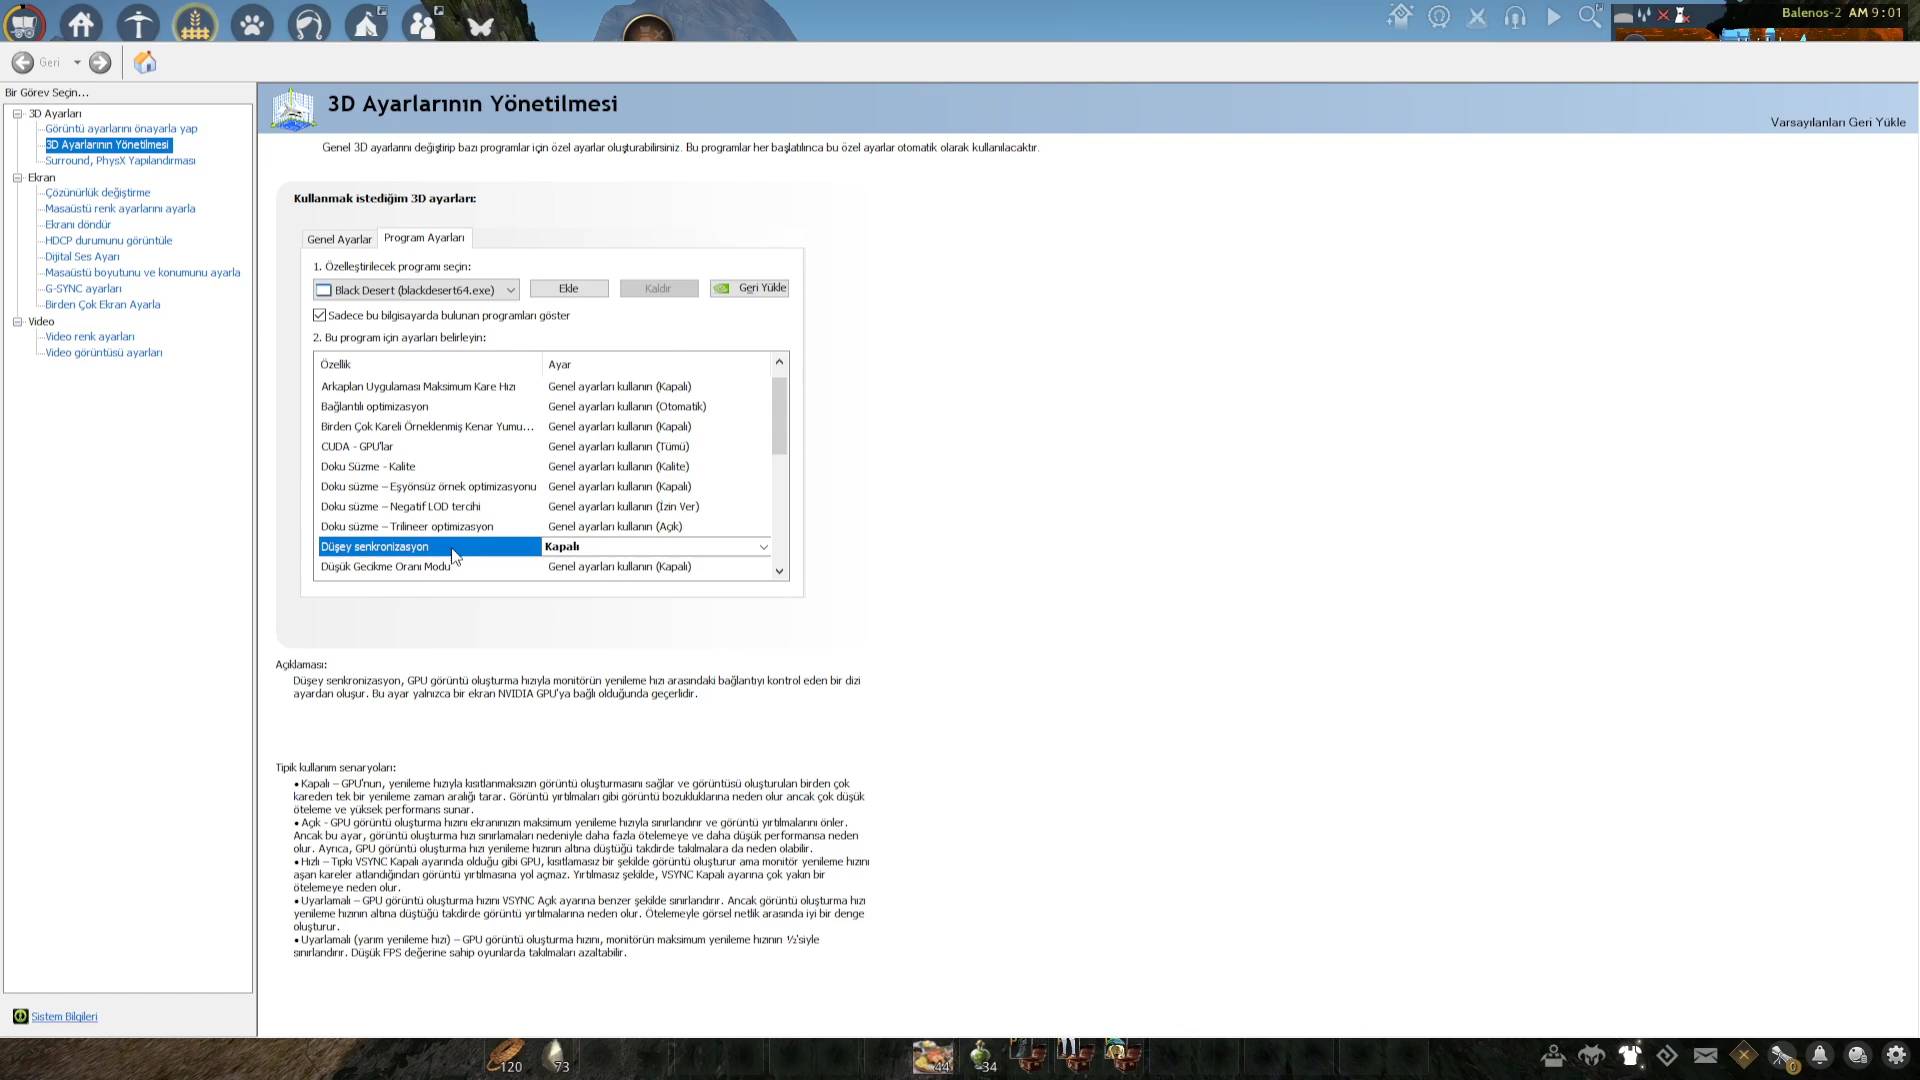 Balenos-2 AM 9:01
Geri
Bir Görev Seçin...
3D Ayarları
Görüntü ayarlarını önayarla yap
3D Ayarlarının Yönetilmesi
Surround, PhysX Yapılandırması
Ekran
Çözünürlük değiştirme
Masaüstü renk ayarlarını ayarla
Ekranı döndür
HDCP durumunu görüntüle
Dijital Ses Ayarı
Masaüstü boyutunu ve konumunu ayarla
G-SYNC ayarları
Birden Çok Ekran Ayarla
Video
Video renk ayarları
Video görüntüsü ayarları
Sistem Bilgileri
3D Ayarlarının Yönetilmesi
Varsayılanları Geri Yükle
Genel 3D ayarlarını değiştirip bazı programlar için özel ayarlar oluşturabilirsiniz. Bu programlar her başlatılınca bu özel ayarlar otomatik olarak kullanılacaktır.
Kullanmak istediğim 3D ayarları:
Genel Ayarlar Program Ayarları
1. Özelleştirilecek programı seçin:
Black Desert (blackdesert64.exe) Ekle Kaldır Geri Yükle
Sadece bu bilgisayarda bulunan programları göster
2. Bu program için ayarları belirleyin:
Özellik Ayar
Arkaplan Uygulaması Maksimum Kare Hızı Genel ayarları kullanın (Kapalı)
Bağlantılı optimizasyon Genel ayarları kullanın (Otomatik)
Birden Çok Kareli Örneklenmiş Kenar Yumu... Genel ayarları kullanın (Kapalı)
CUDA - GPU'lar Genel ayarları kullanın (Tümü)
Doku Süzme - Kalite Genel ayarları kullanın (Kalite)
Doku süzme – Eşyönsüz örnek optimizasyonu Genel ayarları kullanın (Kapalı)
Doku süzme – Negatif LOD tercihi Genel ayarları kullanın (İzin Ver)
Doku süzme – Trilineer optimizasyon Genel ayarları kullanın (Açık)
Düşey senkronizasyon Kapalı
Düşük Gecikme Oranı Modu Genel ayarları kullanın (Kapalı)
Açıklaması:
Düşey senkronizasyon, GPU görüntü oluşturma hızıyla monitörün yenileme hızı arasındaki bağlantıyı kontrol eden bir dizi
ayardan oluşur. Bu ayar yalnızca bir ekran NVIDIA GPU'ya bağlı olduğunda geçerlidir.
Tipik kullanım senaryoları:
• Kapalı – GPU'nun, yenileme hızıyla kısıtlanmaksızın görüntü oluşturmasını sağlar ve görüntüsü oluşturulan birden çok
kareden tek bir yenileme zaman aralığı tarar. Görüntü yırtılmaları gibi görüntü bozukluklarına neden olur ancak çok düşük
öteleme ve yüksek performans sunar.
• Açık - GPU görüntü oluşturma hızını ekranınızın maksimum yenileme hızıyla sınırlandırır ve görüntü yırtılmalarını önler.
Ancak bu ayar, görüntü oluşturma hızı sınırlamaları nedeniyle daha fazla ötelemeye ve daha düşük performansa neden
olur. Ayrıca, GPU görüntü oluşturma hızı yenileme hızının altına düştüğü takdirde takılmalara da neden olabilir.
• Hızlı – Tıpkı VSYNC Kapalı ayarında olduğu gibi GPU, kısıtlamasız bir şekilde görüntü oluşturur ama monitör yenileme hızını
aşan kareler atlandığından görüntü yırtılmasına yol açmaz. Yırtılmasız şekilde, VSYNC Kapalı ayarına çok yakın bir
ötelemeye neden olur.
• Uyarlamalı – GPU görüntü oluşturma hızını VSYNC Açık ayarına benzer şekilde sınırlandırır. Ancak görüntü oluşturma hızı
yenileme hızının altına düştüğü takdirde görüntü yırtılmalarına neden olur. Ötelemeyle görsel netlik arasında iyi bir denge
oluşturur.
• Uyarlamalı (yarım yenileme hızı) – GPU görüntü oluşturma hızını, monitörün maksimum yenileme hızının ½'siyle
sınırlandırır. Düşük FPS değerine sahip oyunlarda takılmaları azaltabilir.
120 73 44 34 0